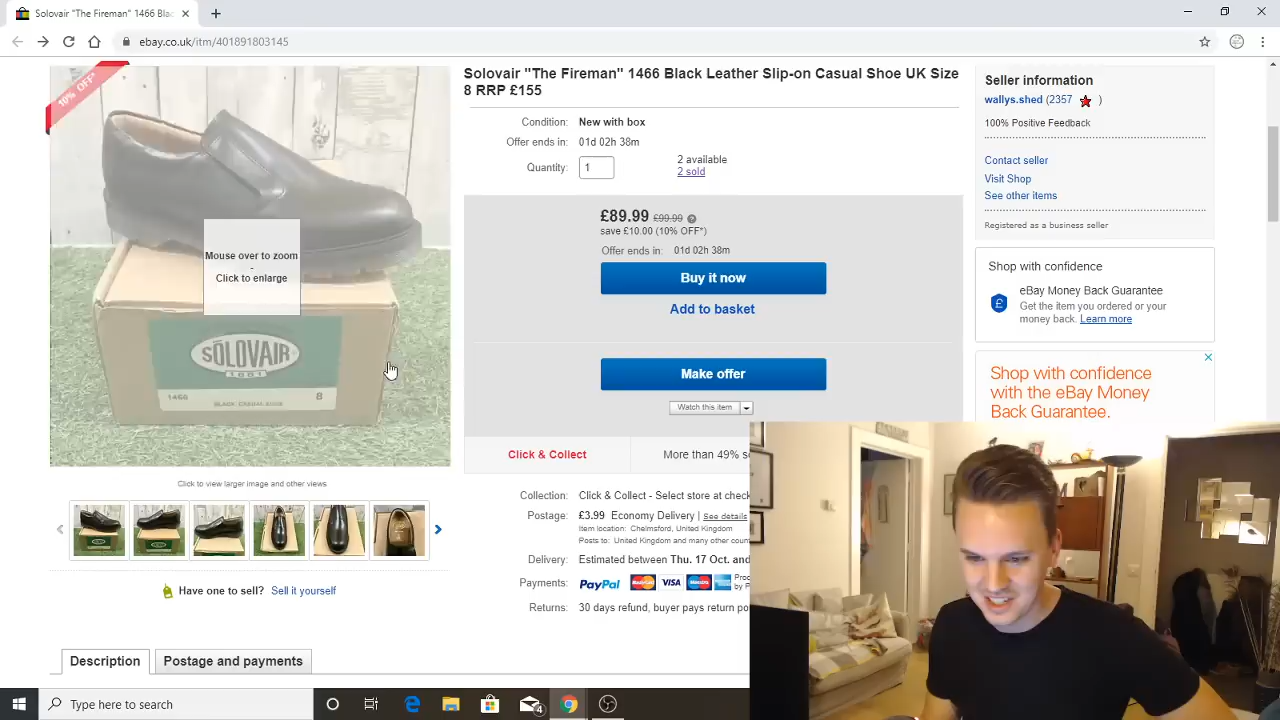 Solovair "The Fireman" 1466 Blac
ebay.co.uk/itm/401891803145
10% OFF*
Solovair "The Fireman" 1466 Black Leather Slip-on Casual Shoe UK Size
8 RRP £155
Condition: New with box
Offer ends in: 01d 02h 38m
Quantity: 1
2 available
2 sold
£89.99 £99.99
save £10.00 (10% OFF*)
Offer ends in: 01d 02h 38m
Buy it now
Add to basket
Make offer
Watch this item
Click & Collect
More than 49% s
Collection: Click & Collect - Select store at check
Postage: £3.99 Economy Delivery | See details
Item location: Chelmsford, United Kingdom
Posts to: United Kingdom and many other coun
Delivery: Estimated between Thu. 17 Oct. and
Payments: PayPal MasterCard VISA Maestro
Proc
by P
Returns: 30 days refund, buyer pays return po
Mouse over to zoom
-
Click to enlarge
SOLOVAIR
1881
1466 BLACK CASUAL SHOE 8
Click to view larger image and other views
Have one to sell? Sell it yourself
Description
Postage and payments
Seller information
wallys.shed (2357 )
100% Positive Feedback
Contact seller
Visit Shop
See other items
Registered as a business seller
Shop with confidence
eBay Money Back Guarantee
Get the item you ordered or your
money back. Learn more
Shop with confidence
with the eBay Money
Back Guarantee.
Type here to search
4